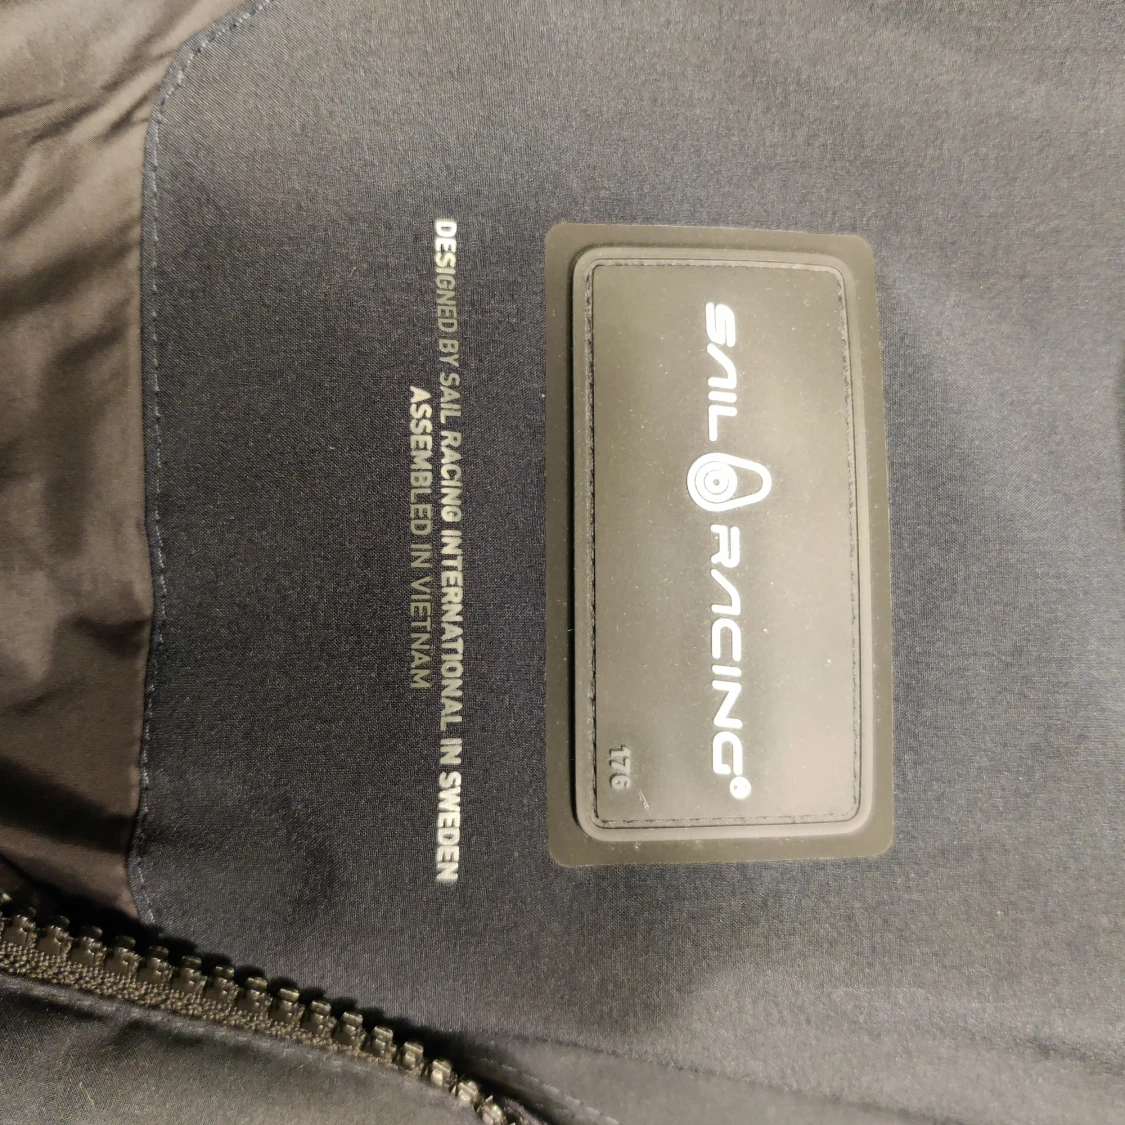 SAIL RACING®
176
DESIGNED BY SAIL RACING INTERNATIONAL IN SWEDEN
ASSEMBLED IN VIETNAM